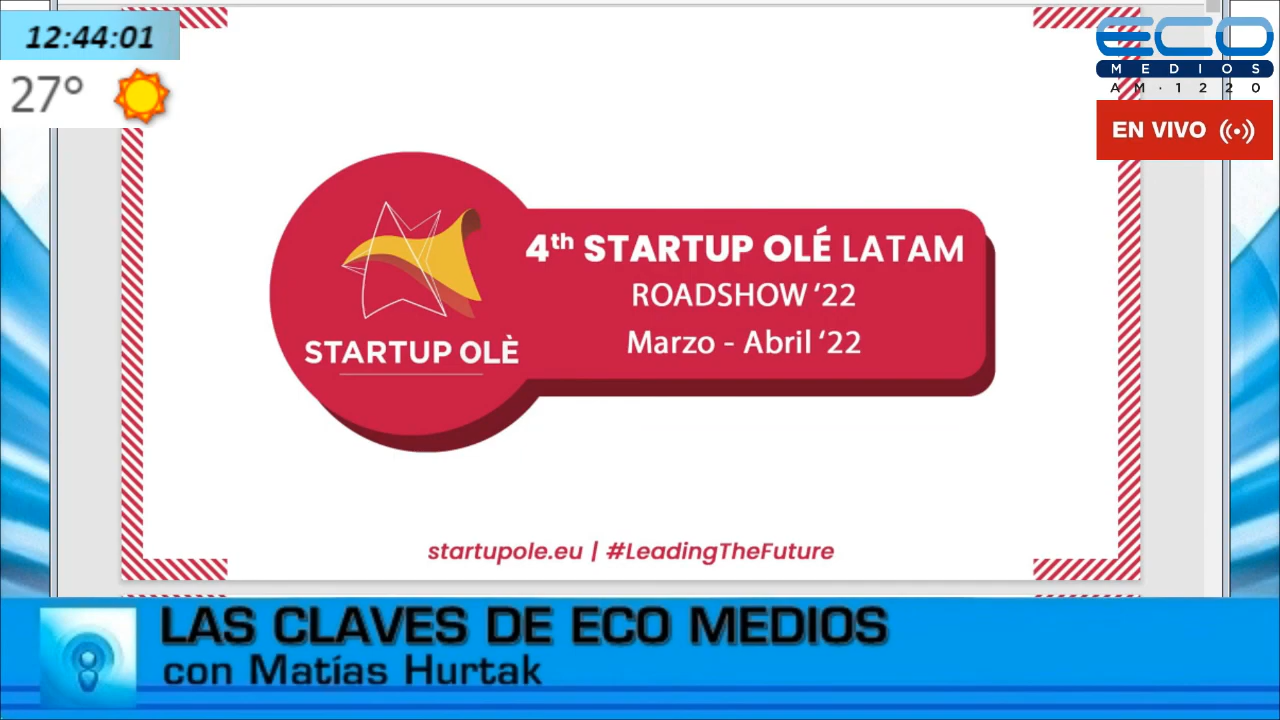 12:44:01
27°
ECO
MEDIOS
AM·1220
EN VIVO
4th STARTUP OLÉ LATAM
ROADSHOW ‘22
Marzo - Abril ‘22
STARTUP OLÈ
startupole.eu | #LeadingTheFuture
LAS CLAVES DE ECO MEDIOS
con Matías Hurtak